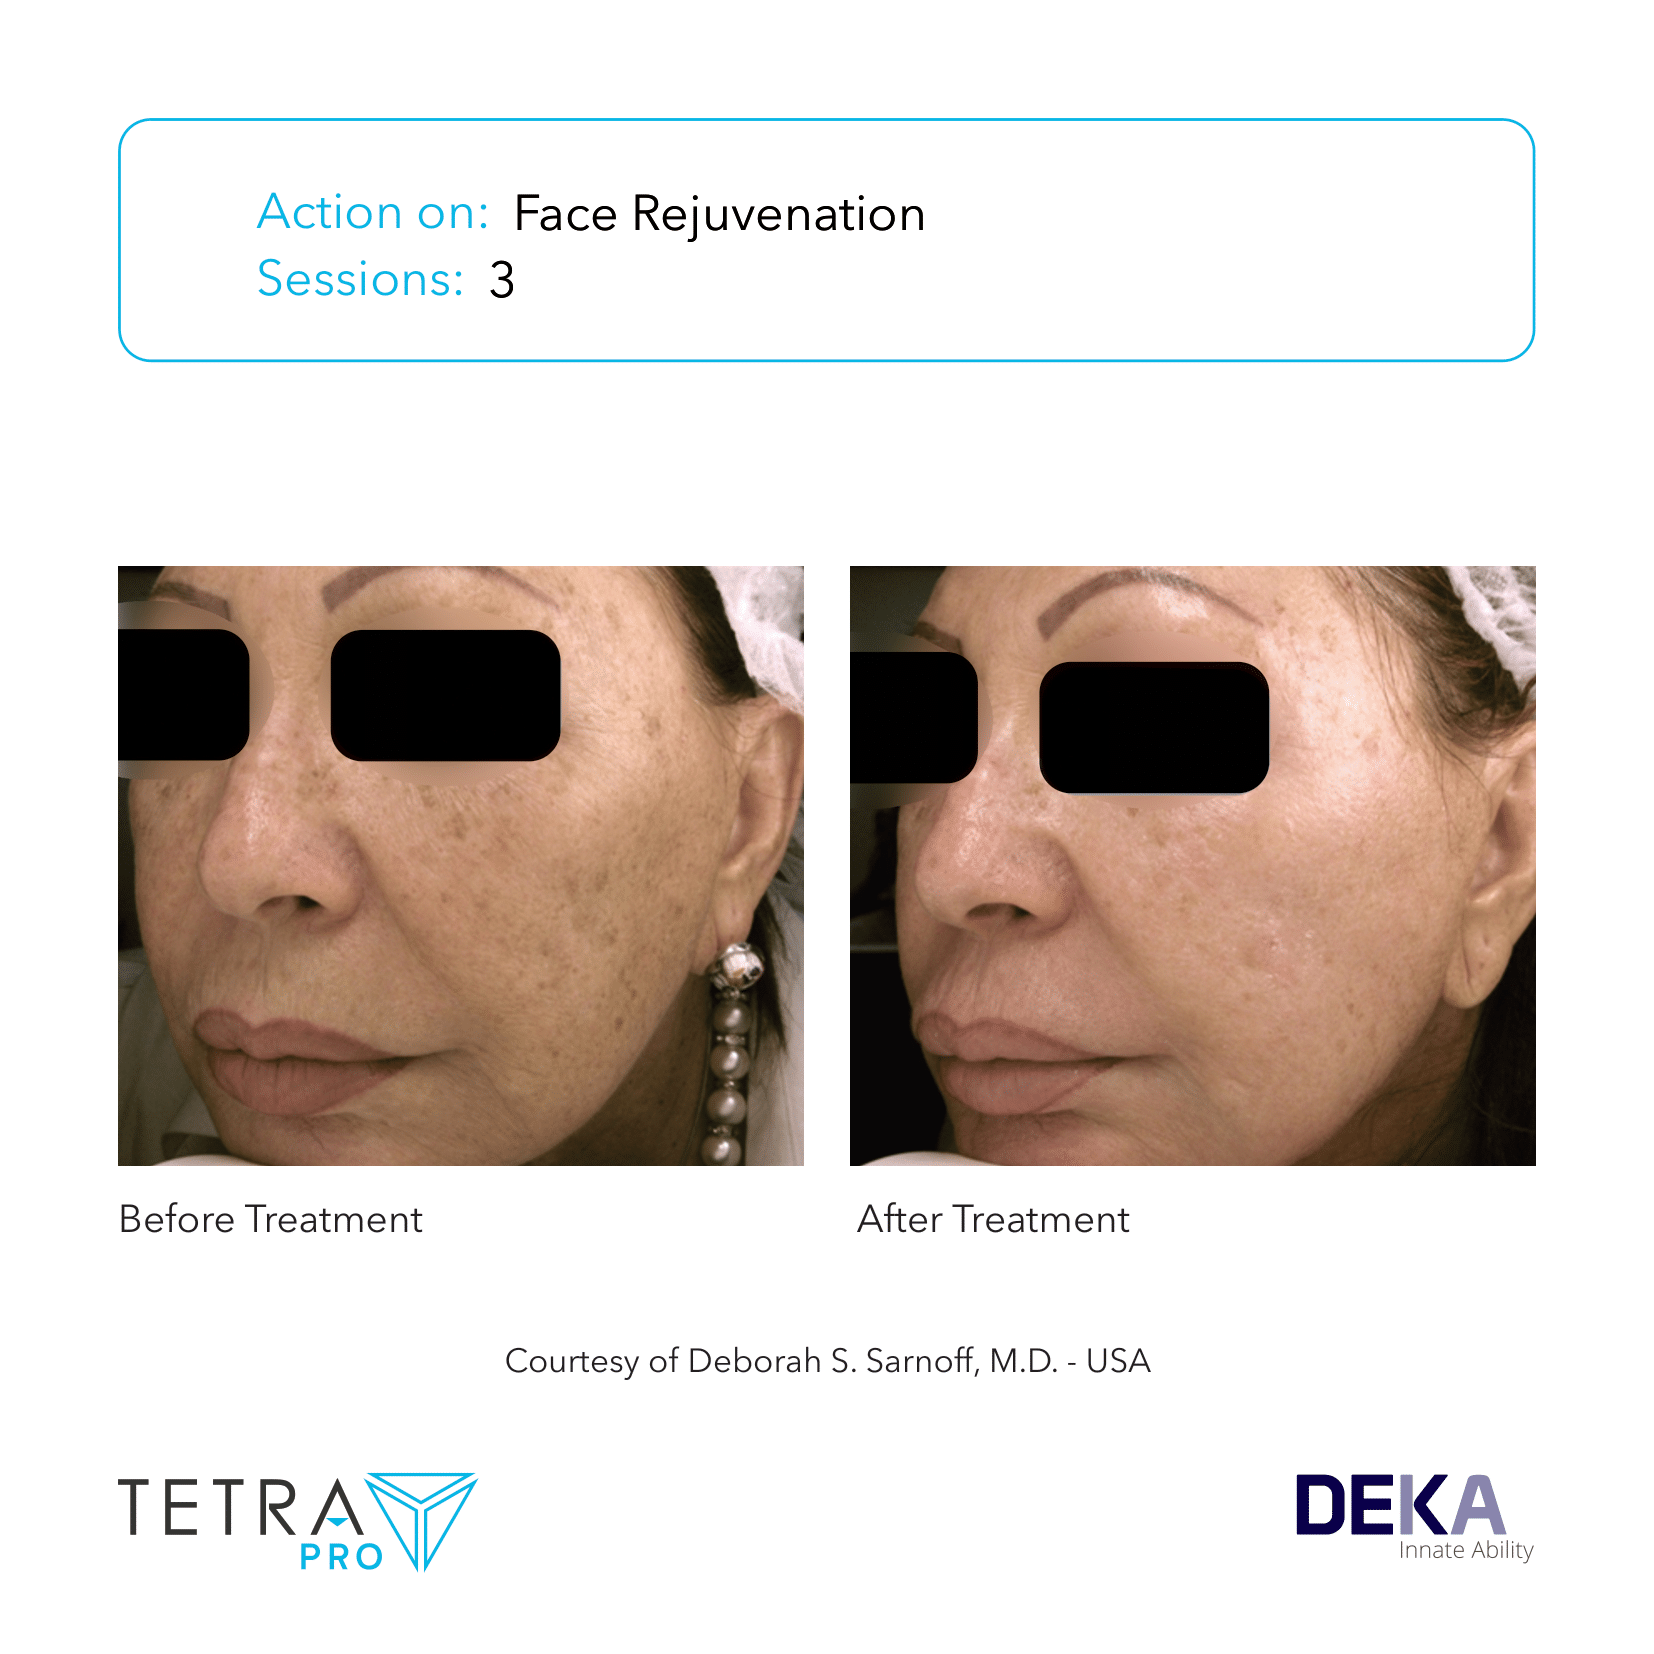 Action on: Face Rejuvenation
Sessions: 3
Before Treatment
After Treatment
Courtesy of Deborah S. Sarnoff, M.D. - USA
TETRA
PRO
DEKA
Innate Ability